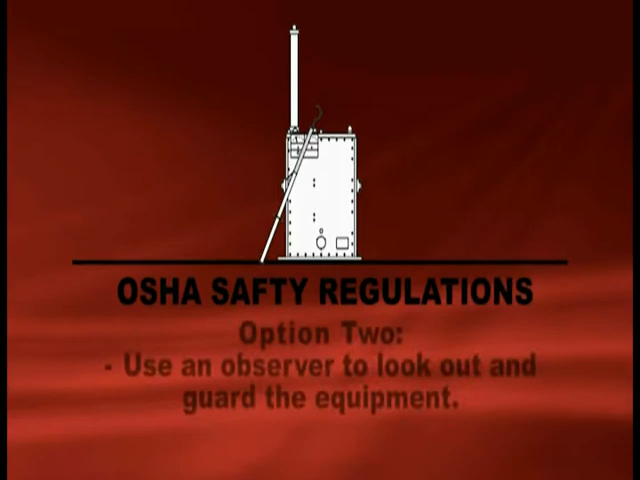 OSHA SAFTY REGULATIONS
Option Two:
- Use an observer to look out and
guard the equipment.